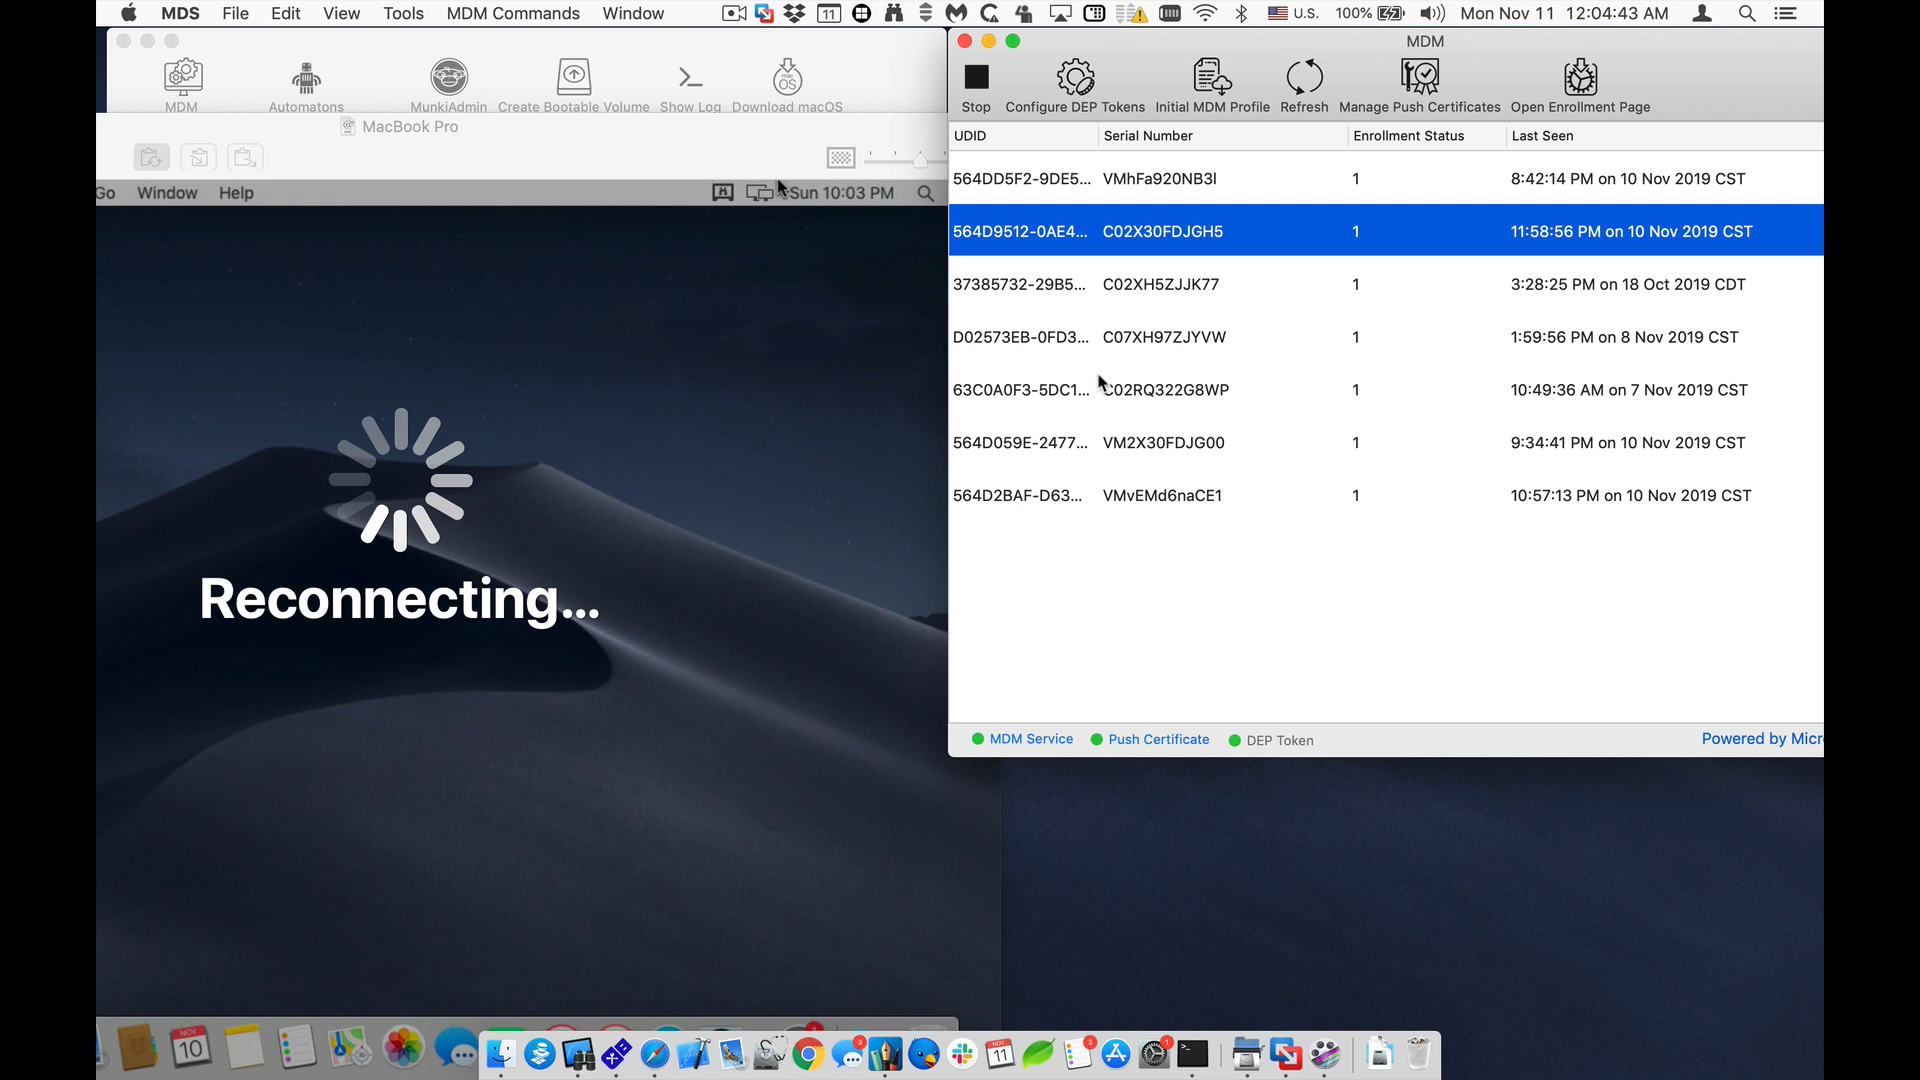 MDS File Edit View Tools MDM Commands Window 11 U.S. 100% Mon Nov 11 12:04:43 AM
MDM Automatons MunkiAdmin Create Bootable Volume Show Log macOS Download macOS
MacBook Pro
Go Window Help Sun 10:03 PM
Reconnecting...
MDM
Stop Configure DEP Tokens Initial MDM Profile Refresh Manage Push Certificates Open Enrollment Page
UDID Serial Number Enrollment Status Last Seen
564DD5F2-9DE5... VMhFa920NB3I 1 8:42:14 PM on 10 Nov 2019 CST
564D9512-0AE4... C02X30FDJGH5 1 11:58:56 PM on 10 Nov 2019 CST
37385732-29B5... C02XH5ZJJK77 1 3:28:25 PM on 18 Oct 2019 CDT
D02573EB-0FD3... C07XH97ZJYVW 1 1:59:56 PM on 8 Nov 2019 CST
63C0A0F3-5DC1... C02RQ322G8WP 1 10:49:36 AM on 7 Nov 2019 CST
564D059E-2477... VM2X30FDJG00 1 9:34:41 PM on 10 Nov 2019 CST
564D2BAF-D63... VMvEMd6naCE1 1 10:57:13 PM on 10 Nov 2019 CST
MDM Service Push Certificate DEP Token Powered by Micr
NOV 10
3 11 3 1